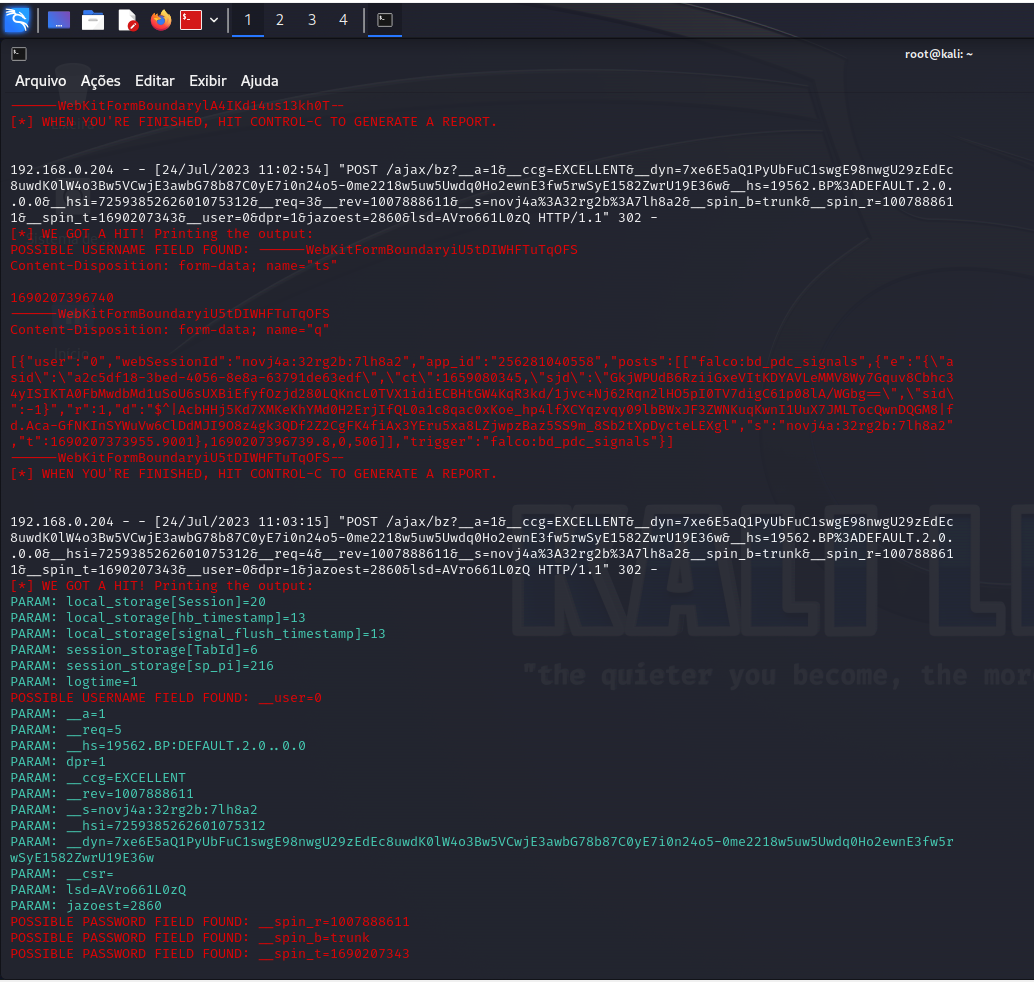 1 2 3 4
root@kali: ~
Arquivo Ações Editar Exibir Ajuda
------WebKitFormBoundarylA4IKd14us13kh0T--
[*] WHEN YOU'RE FINISHED, HIT CONTROL-C TO GENERATE A REPORT.
192.168.0.204 - - [24/Jul/2023 11:02:54] "POST /ajax/bz?__a=1&__ccg=EXCELLENT&__dyn=7xe6E5aQ1PyUbFuC1swgE98nwgU29zEdEc
8uwdK0lW4o3Bw5VCwjE3awbG78b87C0yE7i0n24o5-0me2218w5uw5Uwdq0Ho2ewnE3fw5rwSyE1582ZwrU19E36w&__hs=19562.BP%3ADEFAULT.2.0.
.0.0&__hsi=7259385262601075312&__req=3&__rev=1007888611&__s=novj4a%3A32rg2b%3A7lh8a2&__spin_b=trunk&__spin_r=100788861
1&__spin_t=1690207343&__user=0&dpr=1&jazoest=2860&lsd=AVro661L0zQ HTTP/1.1" 302 -
[*] WE GOT A HIT! Printing the output:
POSSIBLE USERNAME FIELD FOUND: ------WebKitFormBoundaryiU5tDIWHFTuTqOFS
Content-Disposition: form-data; name="ts"
1690207396740
------WebKitFormBoundaryiU5tDIWHFTuTqOFS
Content-Disposition: form-data; name="q"
[{"user":"0","webSessionId":"novj4a:32rg2b:7lh8a2","app_id":"256281040558","posts":[["falco:bd_pdc_signals",{"e":"{\"a
sid\":\"a2c5df18-3bed-4056-8e8a-63791de63edf\",\"ct\":1659080345,\"sjd\":\"GkjWPUdB6RziiGxeVItKDYAVLeMMV8Wy7Gquv8Cbhc3
4yISIKTA0FbMwdbMd1uSoU6sUXBiEfyfOzjd280LQKncL0TVX1idiECBHtGW4KqR3kd/1jvc+Nj62Rqn2lHO5pI0TV7digC61p08lA/WGbg==\",\"sid\
":-1}","r":1,"d":"$^|AcbHHj5Kd7XMKeKhYMd0H2ErjIfQL0a1c8qac0xKoe_hp4lfXCYqzvqy09lbBWxJF3ZWNKuqKwnI1UuX7JMLTocQwnDQGM8|f
d.Aca-GfNKInSYWuVw6ClDdMJI9O8z4gk3QDf2Z2CgFK4fiAx3YEru5xa8LZjwpzBaz5SS9m_8Sb2tXpDycteLEXgl","s":"novj4a:32rg2b:7lh8a2"
,"t":1690207373955.9001},1690207396739.8,0,506]],"trigger":"falco:bd_pdc_signals"}]
------WebKitFormBoundaryiU5tDIWHFTuTqOFS--
[*] WHEN YOU'RE FINISHED, HIT CONTROL-C TO GENERATE A REPORT.
192.168.0.204 - - [24/Jul/2023 11:03:15] "POST /ajax/bz?__a=1&__ccg=EXCELLENT&__dyn=7xe6E5aQ1PyUbFuC1swgE98nwgU29zEdEc
8uwdK0lW4o3Bw5VCwjE3awbG78b87C0yE7i0n24o5-0me2218w5uw5Uwdq0Ho2ewnE3fw5rwSyE1582ZwrU19E36w&__hs=19562.BP%3ADEFAULT.2.0.
.0.0&__hsi=7259385262601075312&__req=4&__rev=1007888611&__s=novj4a%3A32rg2b%3A7lh8a2&__spin_b=trunk&__spin_r=100788861
1&__spin_t=1690207343&__user=0&dpr=1&jazoest=2860&lsd=AVro661L0zQ HTTP/1.1" 302 -
[*] WE GOT A HIT! Printing the output:
PARAM: local_storage[Session]=20
PARAM: local_storage[hb_timestamp]=13
PARAM: local_storage[signal_flush_timestamp]=13
PARAM: session_storage[TabId]=6
PARAM: session_storage[sp_pi]=216
PARAM: logtime=1
POSSIBLE USERNAME FIELD FOUND: __user=0
PARAM: __a=1
PARAM: __req=5
PARAM: __hs=19562.BP:DEFAULT.2.0..0.0
PARAM: dpr=1
PARAM: __ccg=EXCELLENT
PARAM: __rev=1007888611
PARAM: __s=novj4a:32rg2b:7lh8a2
PARAM: __hsi=7259385262601075312
PARAM: __dyn=7xe6E5aQ1PyUbFuC1swgE98nwgU29zEdEc8uwdK0lW4o3Bw5VCwjE3awbG78b87C0yE7i0n24o5-0me2218w5uw5Uwdq0Ho2ewnE3fw5r
wSyE1582ZwrU19E36w
PARAM: __csr=
PARAM: lsd=AVro661L0zQ
PARAM: jazoest=2860
POSSIBLE PASSWORD FIELD FOUND: __spin_r=1007888611
POSSIBLE PASSWORD FIELD FOUND: __spin_b=trunk
POSSIBLE PASSWORD FIELD FOUND: __spin_t=1690207343
KALI LI
"the quieter you become, the mor